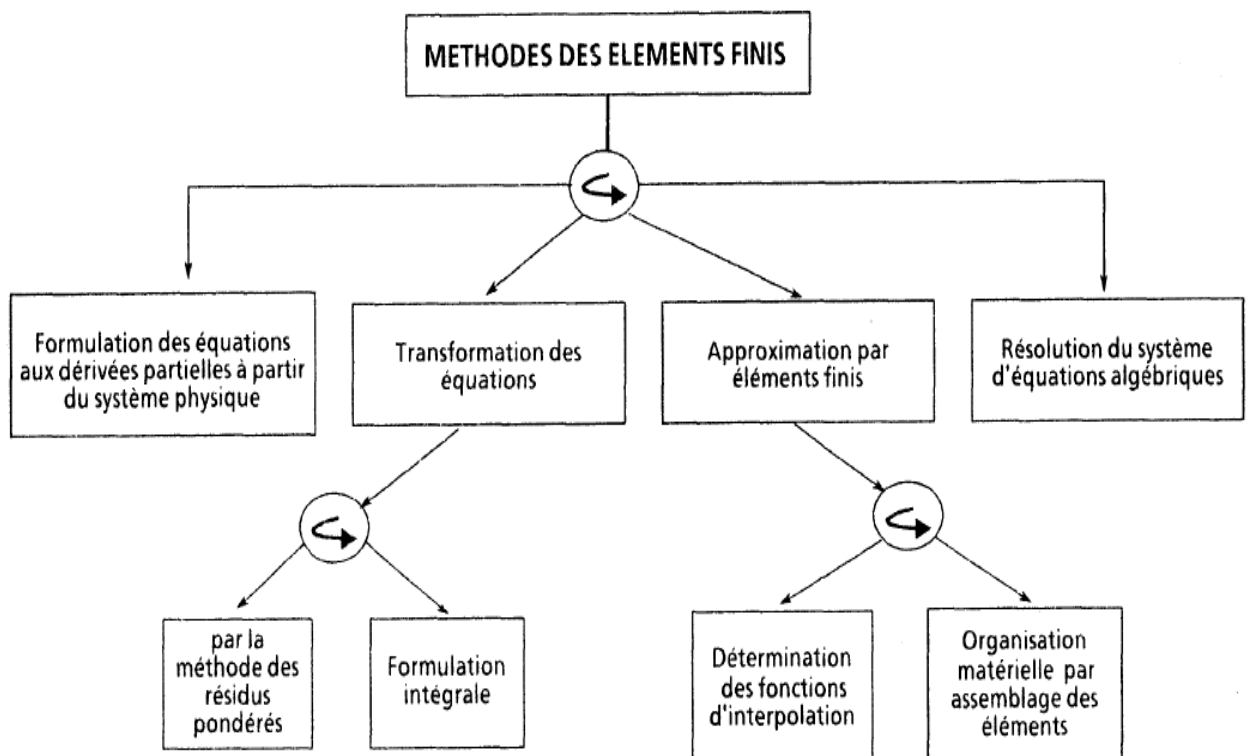 METHODES DES ELEMENTS FINIS
Formulation des équations
aux dérivées partielles à partir
du système physique
Transformation des
équations
Approximation par
éléments finis
Résolution du système
d'équations algébriques
par la
méthode des
résidus
pondérés
Formulation
intégrale
Détermination
des fonctions
d'interpolation
Organisation
matérielle par
assemblage des
éléments